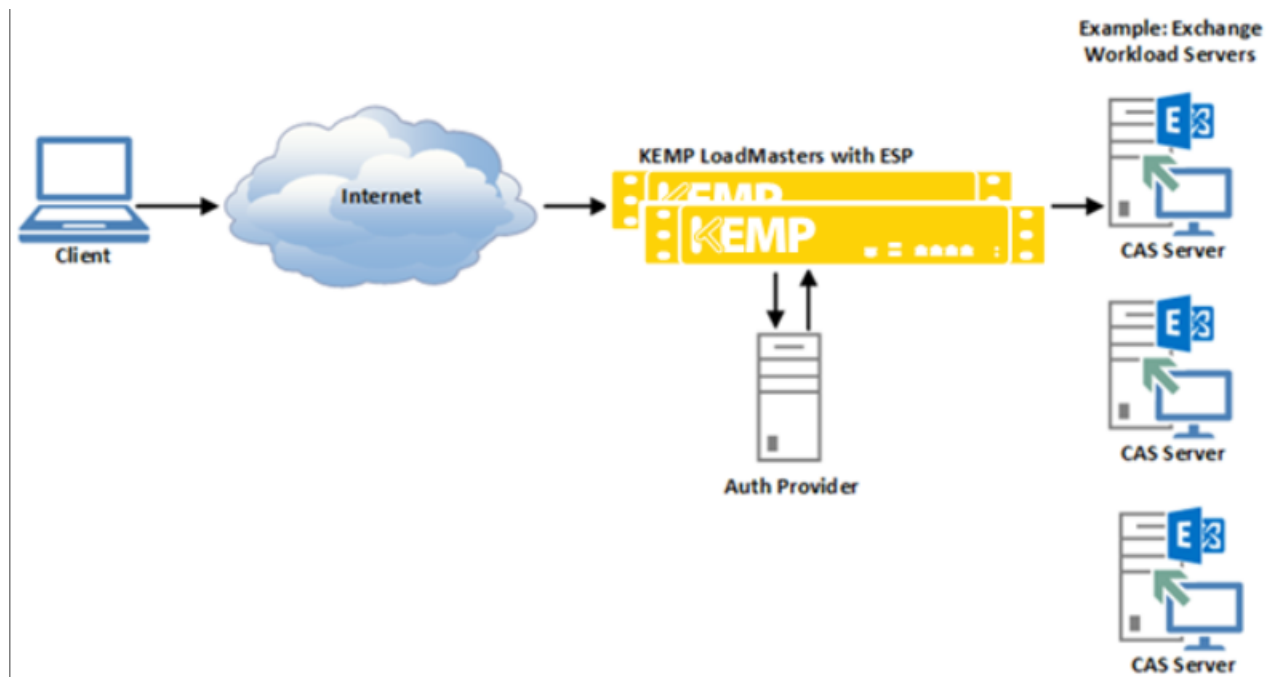 Example: Exchange
Workload Servers
KEMP LoadMasters with ESP
Internet
KEMP
KEMP
Client
CAS Server
Auth Provider
CAS Server
CAS Server